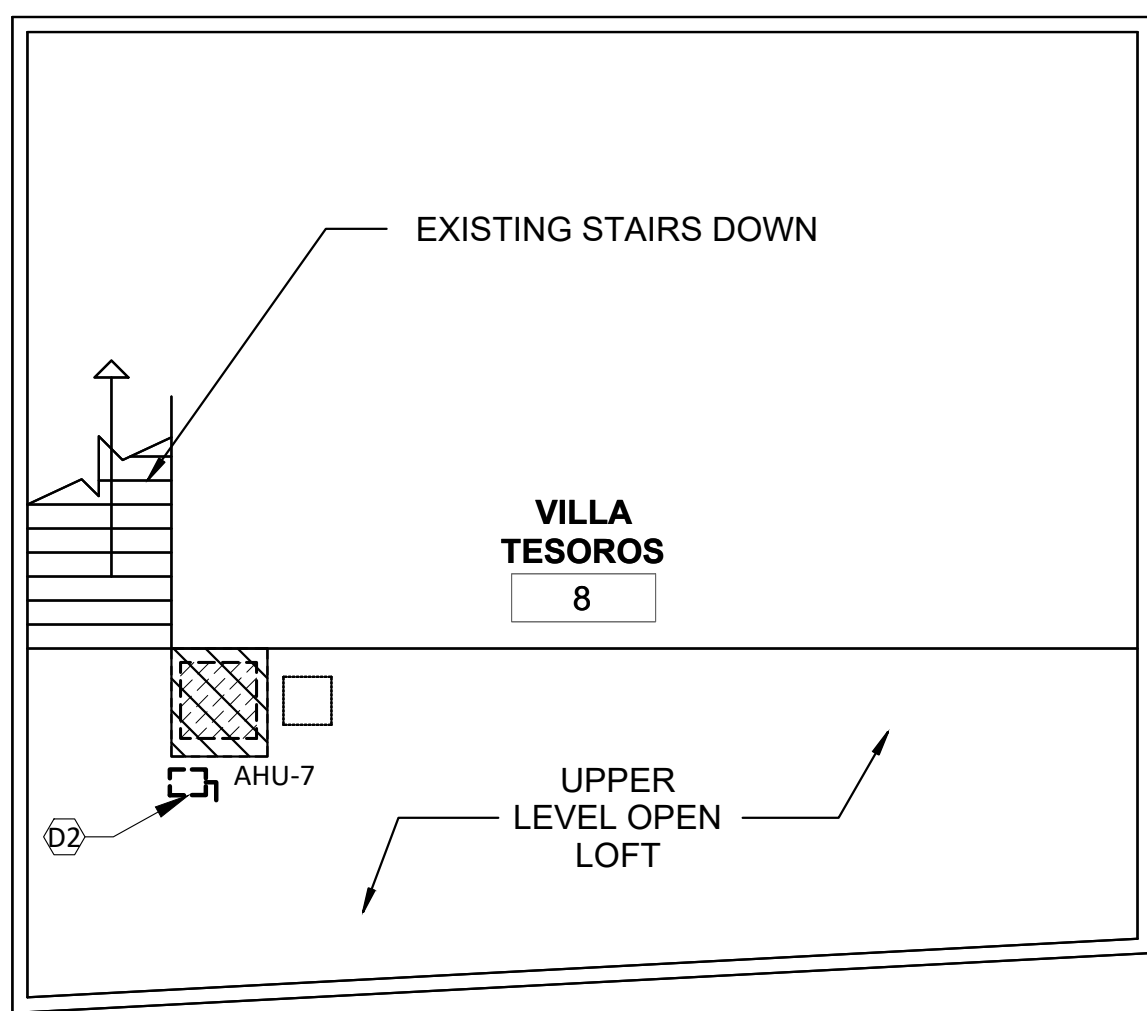 EXISTING STAIRS DOWN
VILLA
TESOROS
8
AHU-7
D2
UPPER
LEVEL OPEN
LOFT